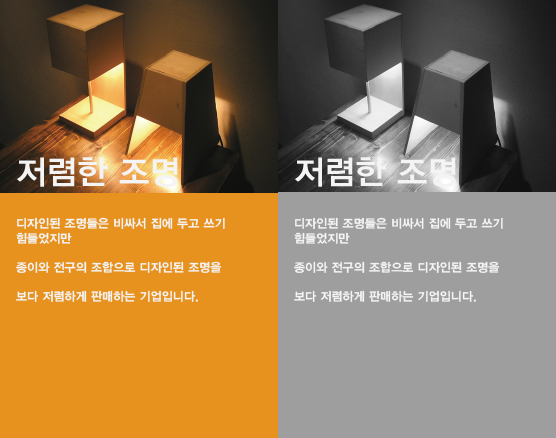 저렴한 조명
디자인된 조명들은 비싸서 집에 두고 쓰기
힘들었지만
종이와 전구의 조합으로 디자인된 조명을
보다 저렴하게 판매하는 기업입니다.
저렴한 조명
디자인된 조명들은 비싸서 집에 두고 쓰기
힘들었지만
종이와 전구의 조합으로 디자인된 조명을
보다 저렴하게 판매하는 기업입니다.